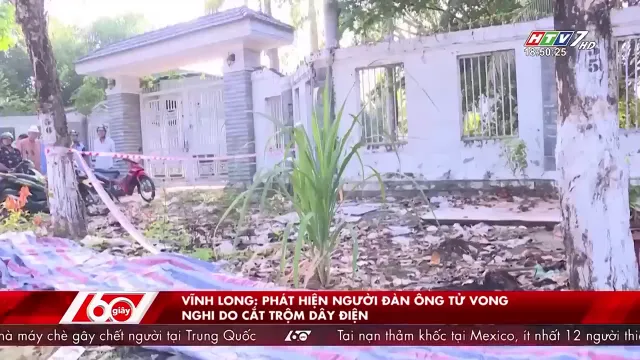 HTV7 HD
18:50:25
VĨNH LONG: PHÁT HIỆN NGƯỜI ĐÀN ÔNG TỬ VONG
60 giây
NGHI DO CẮT TRỘM DÂY ĐIỆN
nhà máy chè gây chết người tại Trung Quốc
Tai nạn thảm khốc tại Mexico, ít nhất 12 người thi